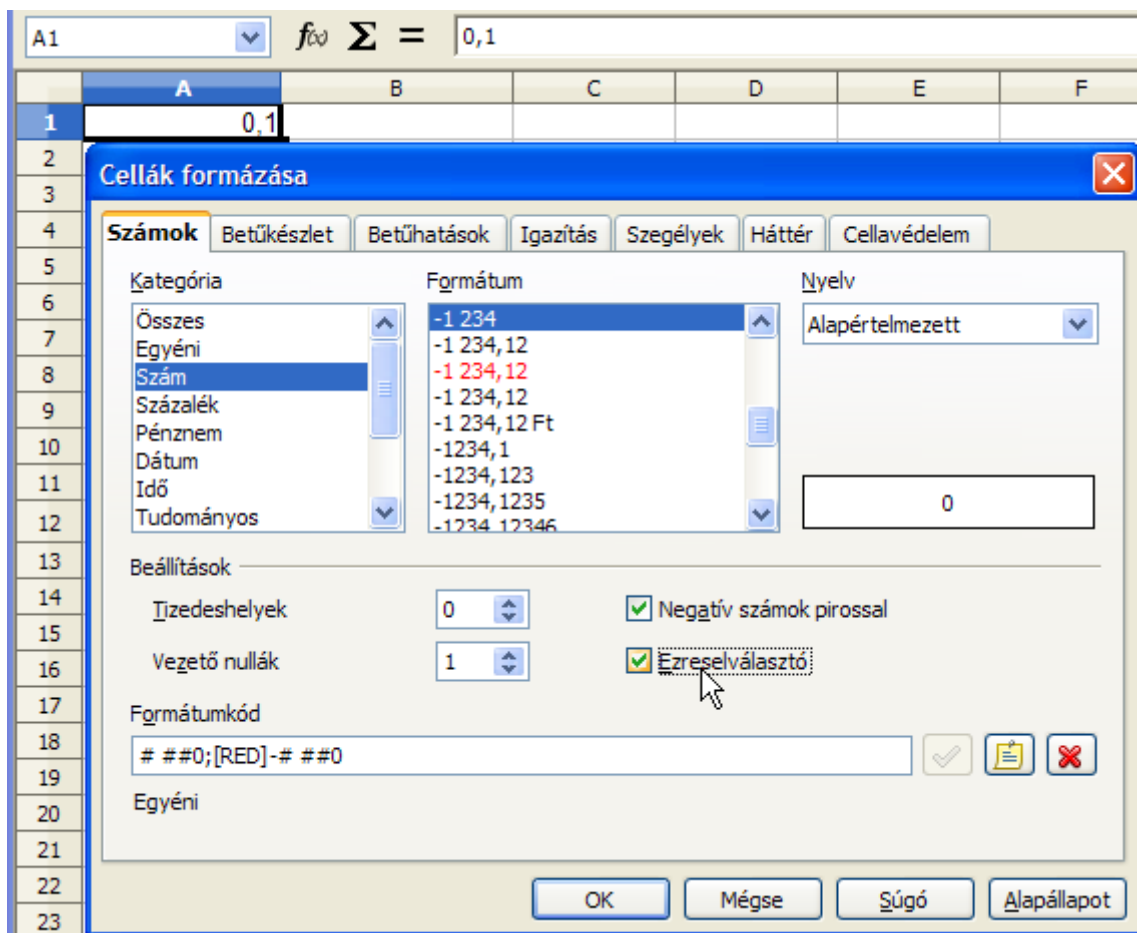 A1 f(x) Σ = 0,1
A B C D E F
1 0,1
2
3
4
5
6
7
8
9
10
11
12
13
14
15
16
17
18
19
20
21
22
23
Cellák formázása
Számok Betűkészlet Betűhatások Igazítás Szegélyek Háttér Cellavédelem
Kategória
Összes
Egyéni
Szám
Százalék
Pénznem
Dátum
Idő
Tudományos
Formátum
-1 234
-1 234,12
-1 234,12
-1 234,12
-1 234,12 Ft
-1234,1
-1234,123
-1234,1235
-1234,12346
Nyelv
Alapértelmezett
0
Beállítások
Tizedeshelyek 0 Negatív számok pirossal
Vezető nullák 1 Ezreselválasztó
Formátumkód
# ##0;[RED]-# ##0
Egyéni
OK Mégse Súgó Alapállapot